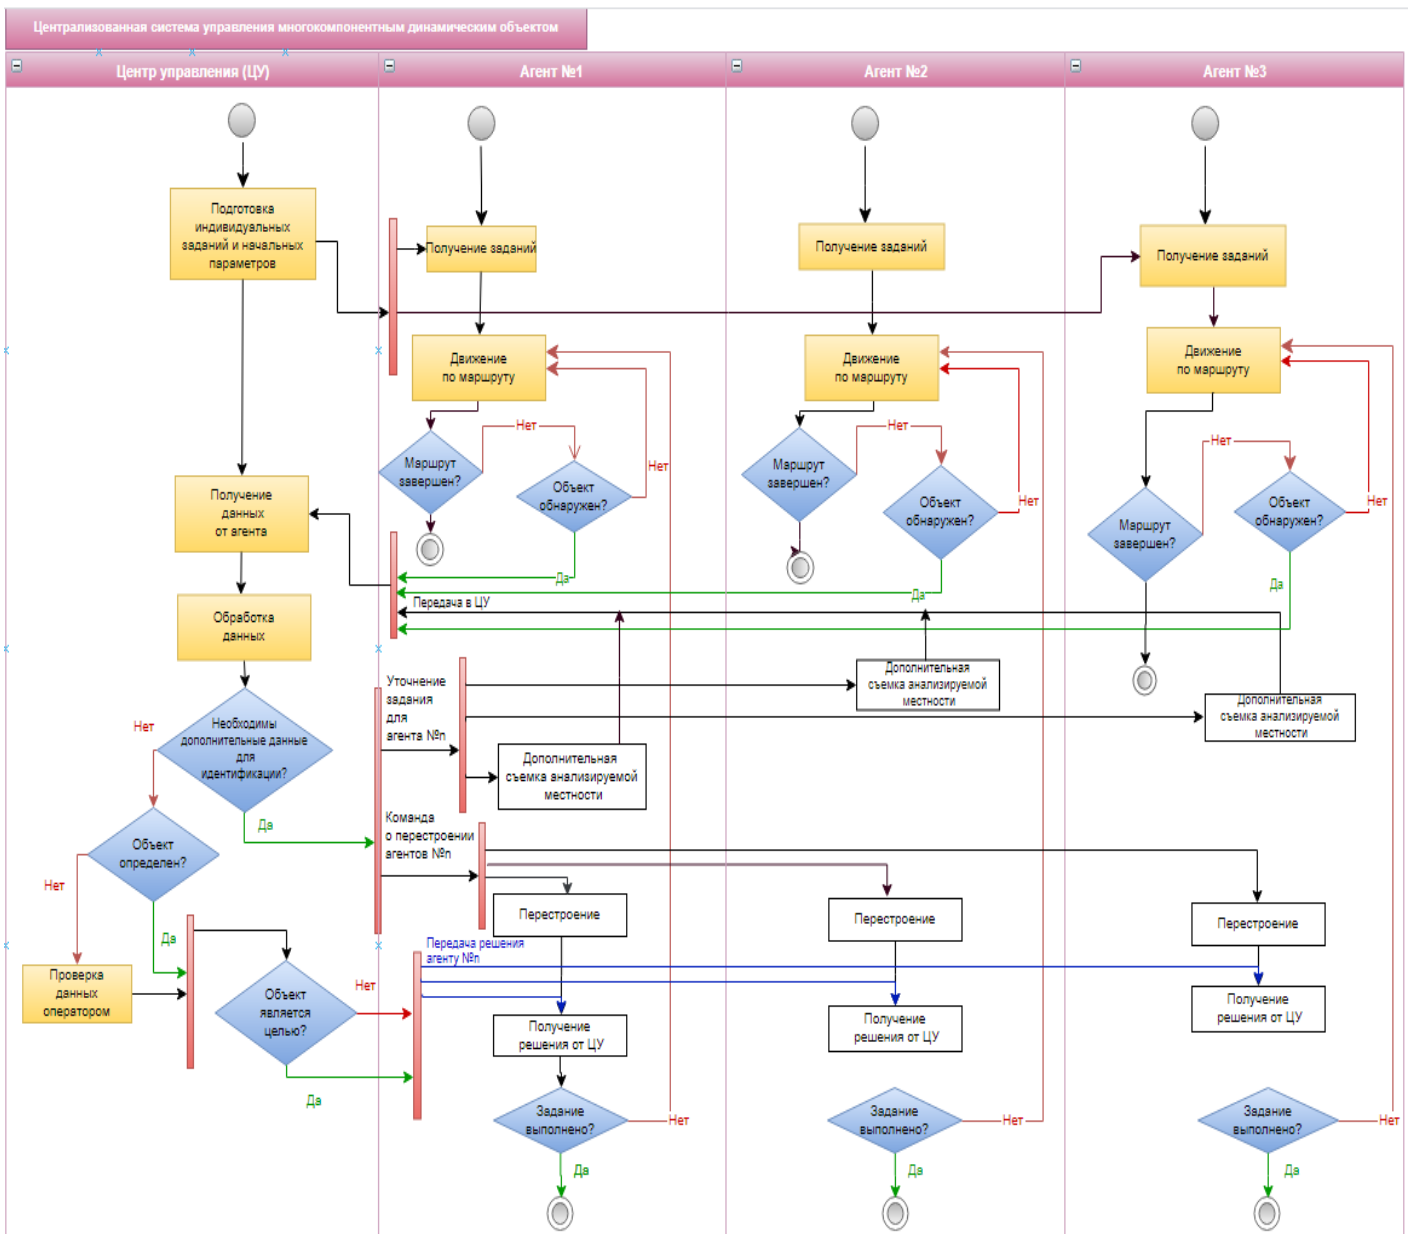 Централизованная система управления многокомпонентным динамическим объектом
Центр управления (ЦУ)
Агент №1
Агент №2
Агент №3
Подготовка
индивидуальных
заданий и начальных
параметров
Получение заданий
Получение заданий
Получение заданий
Движение
по маршруту
Движение
по маршруту
Движение
по маршруту
Нет
Нет
Нет
Маршрут
завершен?
Объект
обнаружен?
Нет
Маршрут
завершен?
Объект
обнаружен?
Нет
Маршрут
завершен?
Объект
обнаружен?
Нет
Получение
данных
от агента
Да
Да
Да
Передача в ЦУ
Обработка
данных
Уточнение
задания
для
агента №n
Дополнительная
съемка анализируемой
местности
Дополнительная
съемка анализируемой
местности
Дополнительная
съемка анализируемой
местности
Нет
Необходимы
дополнительные данные
для
идентификации?
Да
Команда
о перестроении
агентов №n
Объект
определен?
Нет
Да
Перестроение
Перестроение
Перестроение
Передача решения
агенту №n
Проверка
данных
оператором
Объект
является
целью?
Нет
Да
Получение
решения от ЦУ
Получение
решения от ЦУ
Получение
решения от ЦУ
Задание
выполнено?
Нет
Задание
выполнено?
Нет
Задание
выполнено?
Нет
Да
Да
Да